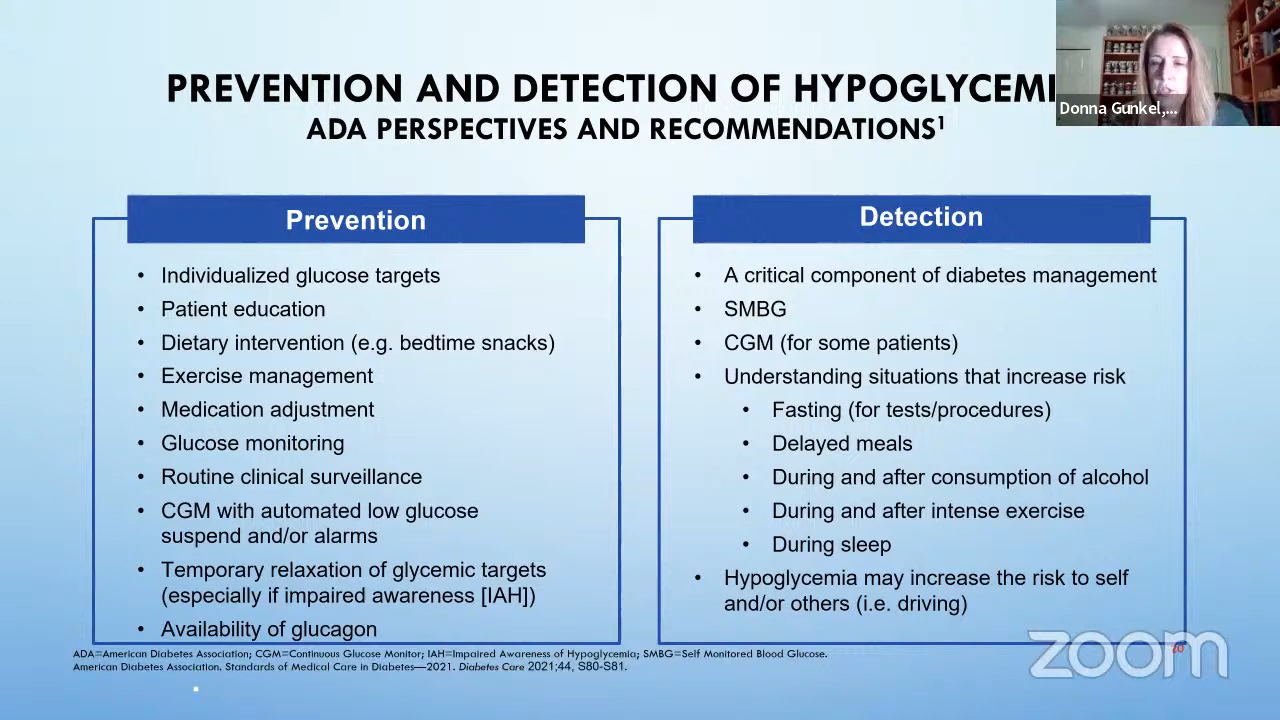 PREVENTION AND DETECTION OF HYPOGLYCEMI
ADA PERSPECTIVES AND RECOMMENDATIONS¹
Donna Gunkel,...
Prevention
• Individualized glucose targets
• Patient education
• Dietary intervention (e.g. bedtime snacks)
• Exercise management
• Medication adjustment
• Glucose monitoring
• Routine clinical surveillance
• CGM with automated low glucose
suspend and/or alarms
• Temporary relaxation of glycemic targets
(especially if impaired awareness [IAH])
• Availability of glucagon
Detection
• A critical component of diabetes management
• SMBG
• CGM (for some patients)
• Understanding situations that increase risk
• Fasting (for tests/procedures)
• Delayed meals
• During and after consumption of alcohol
• During and after intense exercise
• During sleep
• Hypoglycemia may increase the risk to self
and/or others (i.e. driving)
ADA=American Diabetes Association; CGM=Continuous Glucose Monitor; IAH=Impaired Awareness of Hypoglycemia; SMBG=Self Monitored Blood Glucose.
American Diabetes Association. Standards of Medical Care in Diabetes—2021. Diabetes Care 2021;44, S80-S81.
zoom